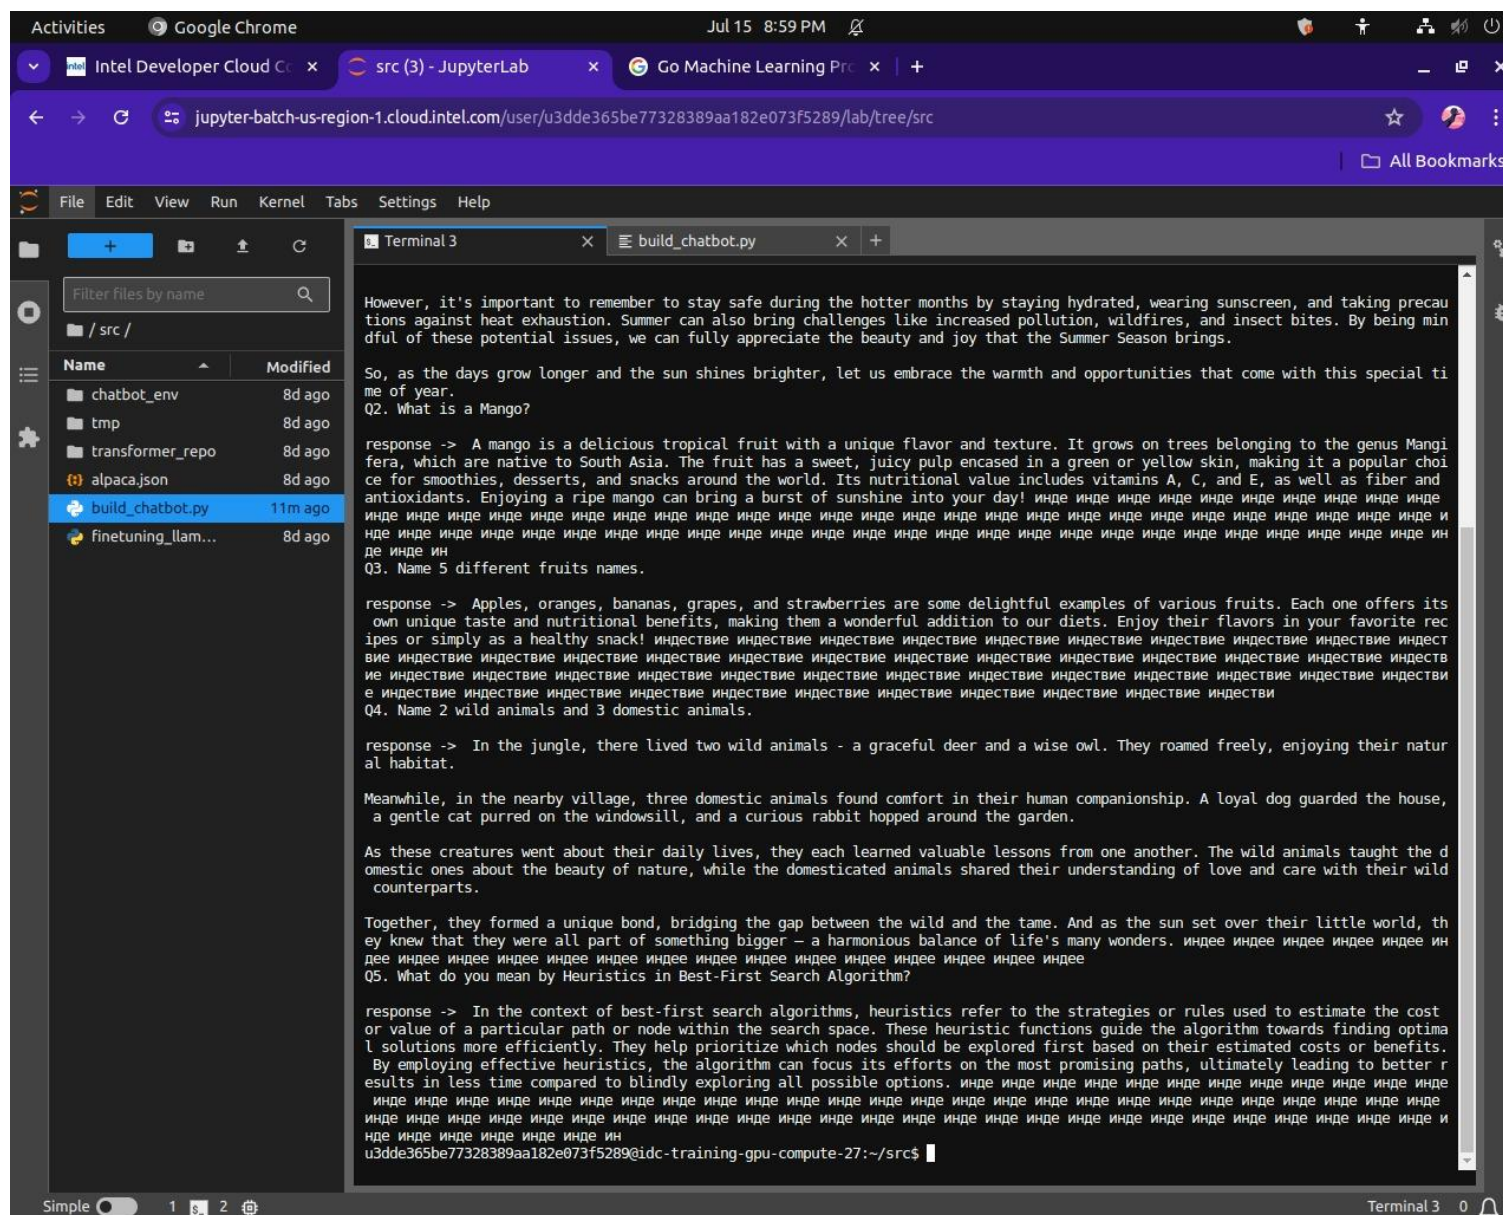 Activities Google Chrome Jul 15 8:59 PM
intel Intel Developer Cloud Co src (3) - JupyterLab Go Machine Learning Pro
jupyter-batch-us-region-1.cloud.intel.com/user/u3dde365be77328389aa182e073f5289/lab/tree/src
All Bookmarks
File Edit View Run Kernel Tabs Settings Help
Terminal 3 build_chatbot.py
Filter files by name
/ src /
Name Modified
chatbot_env 8d ago
tmp 8d ago
transformer_repo 8d ago
alpaca.json 8d ago
build_chatbot.py 11m ago
finetuning_llam... 8d ago
However, it's important to remember to stay safe during the hotter months by staying hydrated, wearing sunscreen, and taking precau
tions against heat exhaustion. Summer can also bring challenges like increased pollution, wildfires, and insect bites. By being min
dful of these potential issues, we can fully appreciate the beauty and joy that the Summer Season brings.
So, as the days grow longer and the sun shines brighter, let us embrace the warmth and opportunities that come with this special ti
me of year.
Q2. What is a Mango?
response -> A mango is a delicious tropical fruit with a unique flavor and texture. It grows on trees belonging to the genus Mangi
fera, which are native to South Asia. The fruit has a sweet, juicy pulp encased in a green or yellow skin, making it a popular choi
ce for smoothies, desserts, and snacks around the world. Its nutritional value includes vitamins A, C, and E, as well as fiber and
antioxidants. Enjoying a ripe mango can bring a burst of sunshine into your day! инде инде инде инде инде инде инде инде инде инде
инде инде инде инде инде инде инде инде инде инде инде инде инде инде инде инде инде инде инде инде инде инде инде инде инде инде и
нде инде инде инде инде инде инде инде инде инде инде инде инде инде инде инде инде инде инде инде инде инде инде инде инде инде ин
де инде ин
Q3. Name 5 different fruits names.
response -> Apples, oranges, bananas, grapes, and strawberries are some delightful examples of various fruits. Each one offers its
own unique taste and nutritional benefits, making them a wonderful addition to our diets. Enjoy their flavors in your favorite rec
ipes or simply as a healthy snack! индествие индествие индествие индествие индествие индествие индествие индествие индествие индест
вие индествие индествие индествие индествие индествие индествие индествие индествие индествие индествие индествие индествие индеств
ие индествие индествие индествие индествие индествие индествие индествие индествие индествие индествие индествие индествие индестви
е индествие индествие индествие индествие индествие индествие индествие индествие индествие индествие индестви
Q4. Name 2 wild animals and 3 domestic animals.
response -> In the jungle, there lived two wild animals - a graceful deer and a wise owl. They roamed freely, enjoying their natur
al habitat.
Meanwhile, in the nearby village, three domestic animals found comfort in their human companionship. A loyal dog guarded the house,
a gentle cat purred on the windowsill, and a curious rabbit hopped around the garden.
As these creatures went about their daily lives, they each learned valuable lessons from one another. The wild animals taught the d
omestic ones about the beauty of nature, while the domesticated animals shared their understanding of love and care with their wild
counterparts.
Together, they formed a unique bond, bridging the gap between the wild and the tame. And as the sun set over their little world, th
ey knew that they were all part of something bigger – a harmonious balance of life's many wonders. индее индее индее индее индее ин
дее индее индее индее индее индее индее индее индее индее индее индее индее
Q5. What do you mean by Heuristics in Best-First Search Algorithm?
response -> In the context of best-first search algorithms, heuristics refer to the strategies or rules used to estimate the cost
or value of a particular path or node within the search space. These heuristic functions guide the algorithm towards finding optima
l solutions more efficiently. They help prioritize which nodes should be explored first based on their estimated costs or benefits.
By employing effective heuristics, the algorithm can focus its efforts on the most promising paths, ultimately leading to better r
esults in less time compared to blindly exploring all possible options. инде инде инде инде инде инде инде инде инде инде инде инде
инде инде инде инде инде инде инде инде инде инде инде инде инде инде инде инде инде инде инде инде инде инде инде инде инде инде
инде инде инде инде инде инде инде инде инде инде инде инде инде инде инде инде инде инде инде инде инде инде инде инде инде инде и
нде инде инде инде инде инде ин
u3dde365be77328389aa182e073f5289@idc-training-gpu-compute-27:~/src$
Simple 1 2 Terminal 3 0